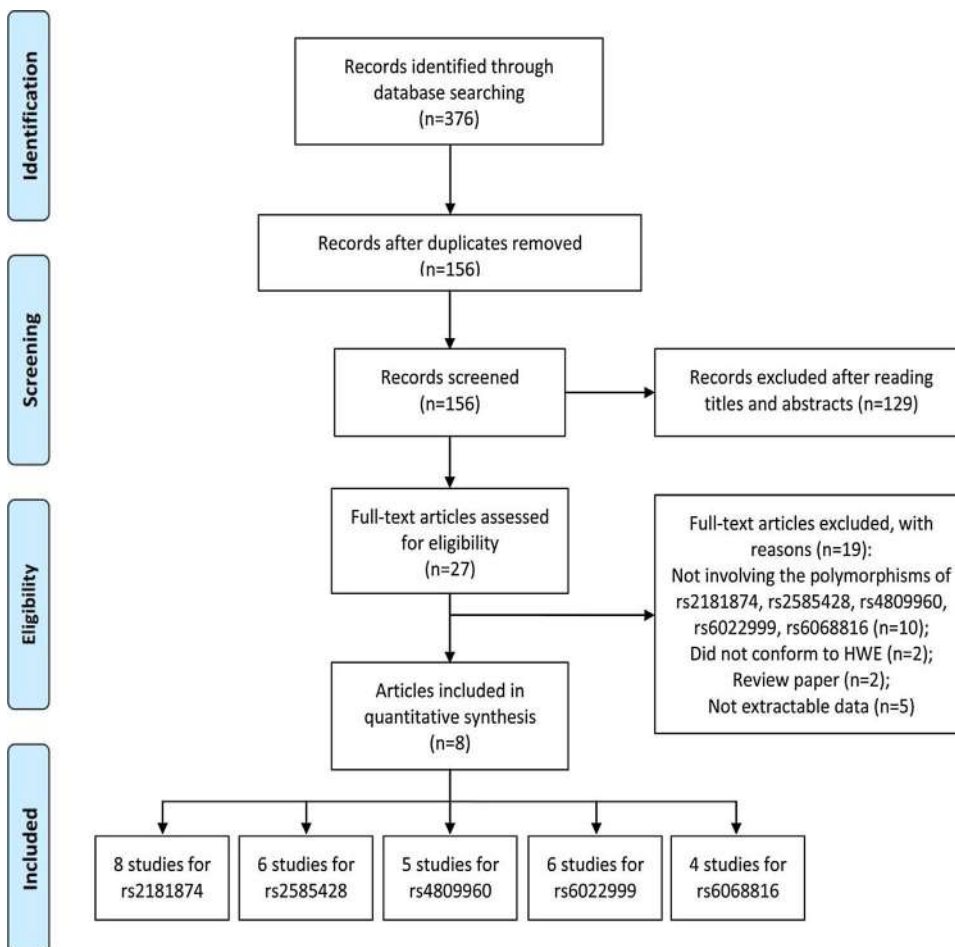 Identification
Records identified through
database searching
(n=376)
Records after duplicates removed
(n=156)
Screening
Records screened
(n=156)
Records excluded after reading
titles and abstracts (n=129)
Eligibility
Full-text articles assessed
for eligibility
(n=27)
Full-text articles excluded, with
reasons (n=19):
Not involving the polymorphisms of
rs2181874, rs2585428, rs4809960,
rs6022999, rs6068816 (n=10);
Did not conform to HWE (n=2);
Review paper (n=2);
Not extractable data (n=5)
Articles included in
quantitative synthesis
(n=8)
Included
8 studies for
rs2181874
6 studies for
rs2585428
5 studies for
rs4809960
6 studies for
rs6022999
4 studies for
rs6068816